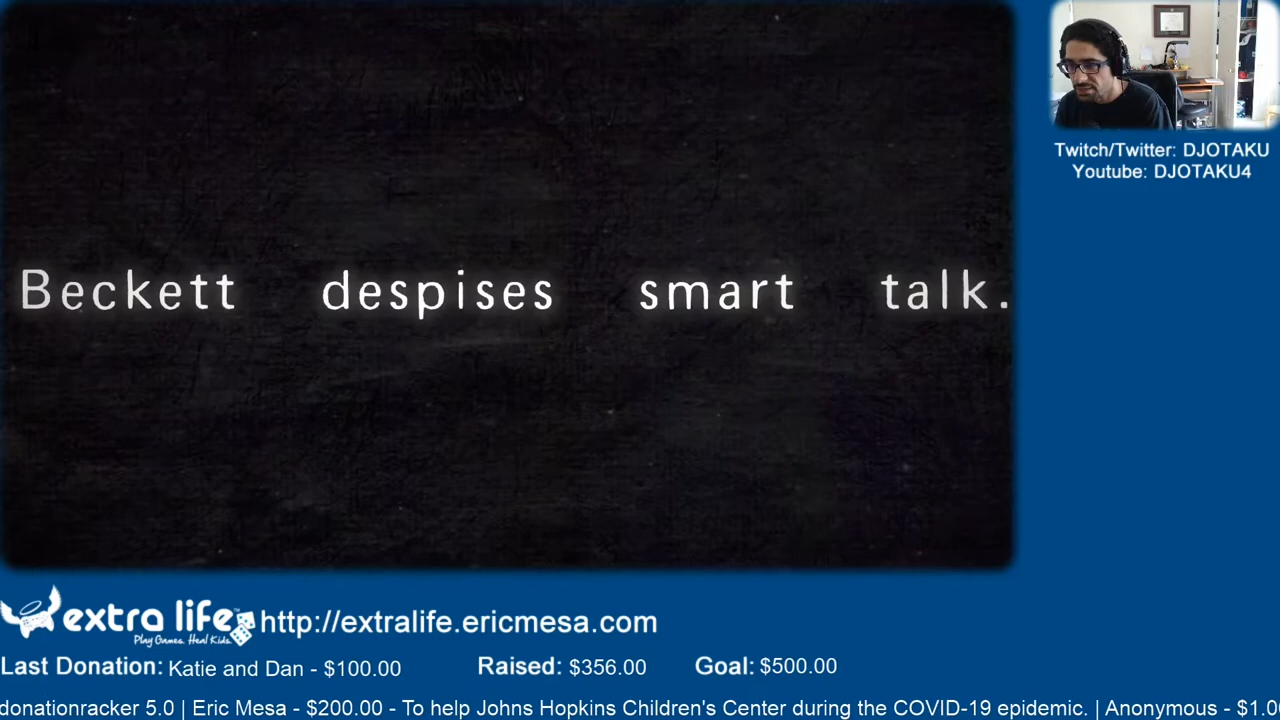 Beckett despises smart talk.
Twitch/Twitter: DJOTAKU
Youtube: DJOTAKU4
extra life
Play Games. Heal Kids.
http://extralife.ericmesa.com
Last Donation: Katie and Dan - $100.00 Raised: $356.00 Goal: $500.00
donationracker 5.0 | Eric Mesa - $200.00 - To help Johns Hopkins Children's Center during the COVID-19 epidemic. | Anonymous - $1.0